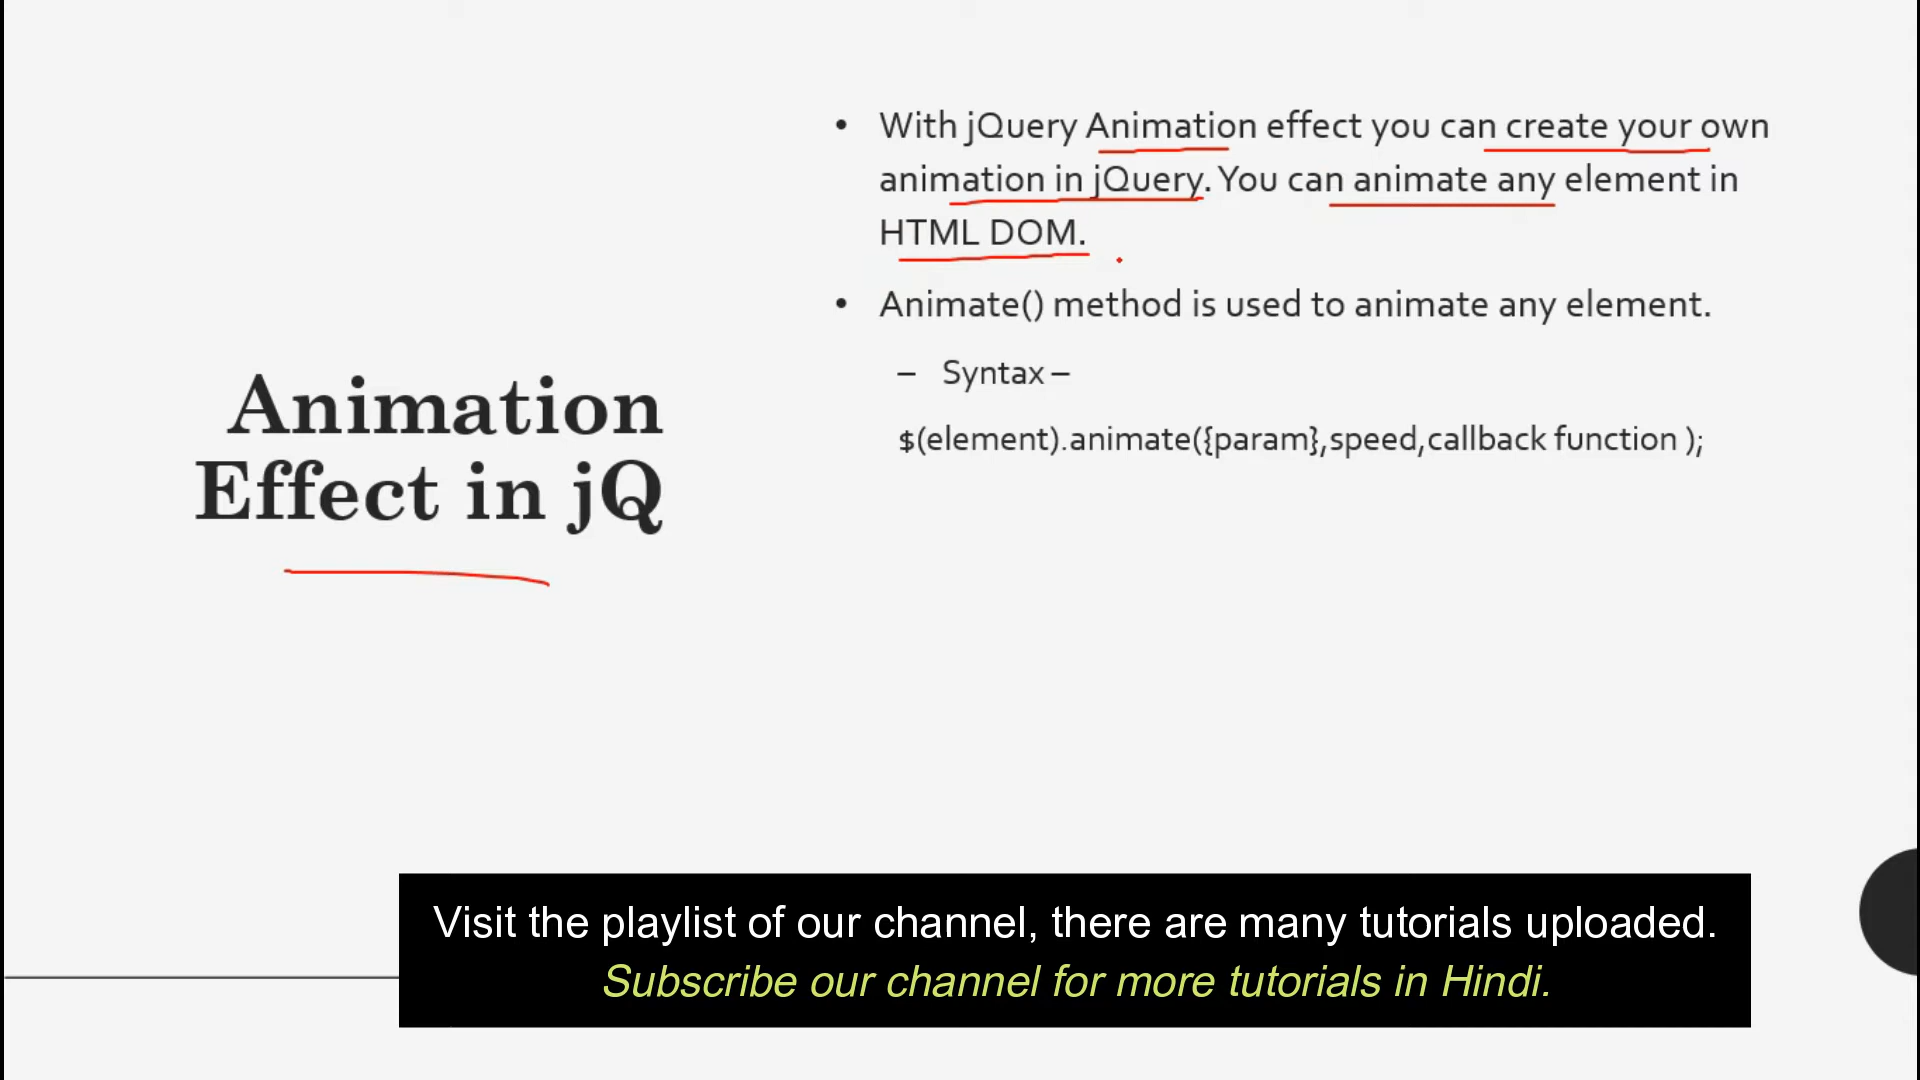 Animation
Effect in jQ
• With jQuery Animation effect you can create your own
animation in jQuery. You can animate any element in
HTML DOM.
• Animate() method is used to animate any element.
– Syntax –
$(element).animate({param},speed,callback function );
Visit the playlist of our channel, there are many tutorials uploaded.
Subscribe our channel for more tutorials in Hindi.